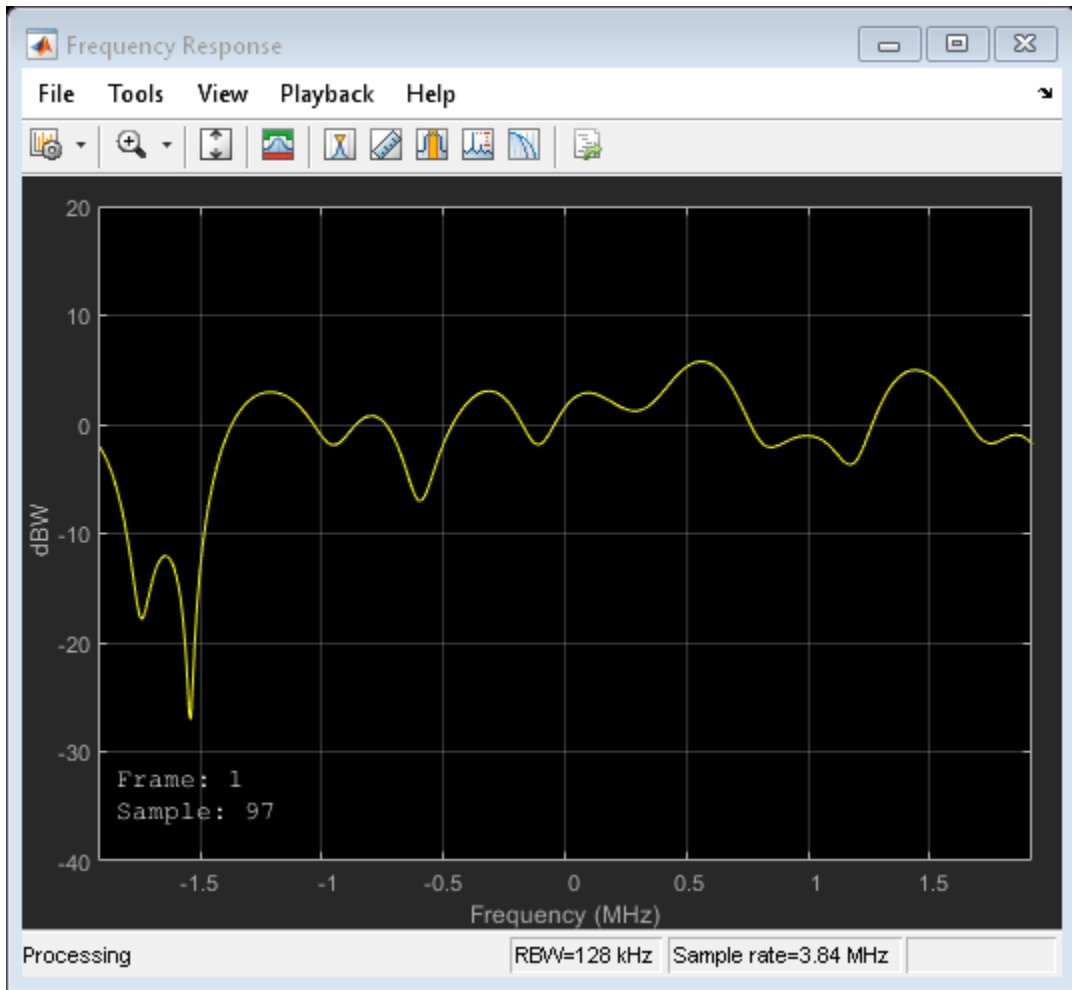 Frequency Response
File Tools View Playback Help
20
10
0
-10
-20
-30
-40
dBW
Frame: 1
Sample: 97
-1.5 -1 -0.5 0 0.5 1 1.5
Frequency (MHz)
Processing RBW=128 kHz Sample rate=3.84 MHz